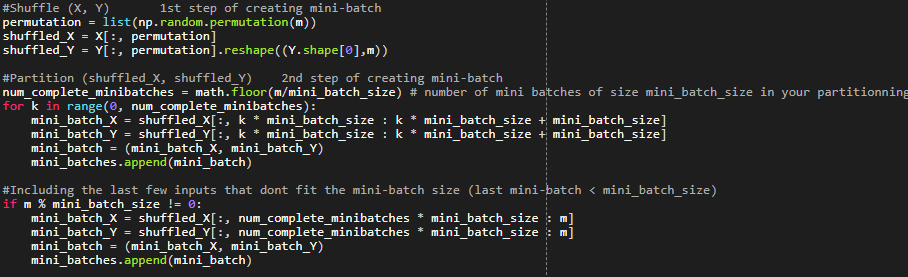 #Shuffle (X, Y)       1st step of creating mini-batch
permutation = list(np.random.permutation(m))
shuffled_X = X[:, permutation]
shuffled_Y = Y[:, permutation].reshape((Y.shape[0],m))

#Partition (shuffled_X, shuffled_Y)    2nd step of creating mini-batch
num_complete_minibatches = math.floor(m/mini_batch_size) # number of mini batches of size mini_batch_size in your partitionning
for k in range(0, num_complete_minibatches):
    mini_batch_X = shuffled_X[:, k * mini_batch_size : k * mini_batch_size + mini_batch_size]
    mini_batch_Y = shuffled_Y[:, k * mini_batch_size : k * mini_batch_size + mini_batch_size]
    mini_batch = (mini_batch_X, mini_batch_Y)
    mini_batches.append(mini_batch)

#Including the last few inputs that dont fit the mini-batch size (last mini-batch < mini_batch_size)
if m % mini_batch_size != 0:
    mini_batch_X = shuffled_X[:, num_complete_minibatches * mini_batch_size : m]
    mini_batch_Y = shuffled_Y[:, num_complete_minibatches * mini_batch_size : m]
    mini_batch = (mini_batch_X, mini_batch_Y)
    mini_batches.append(mini_batch)